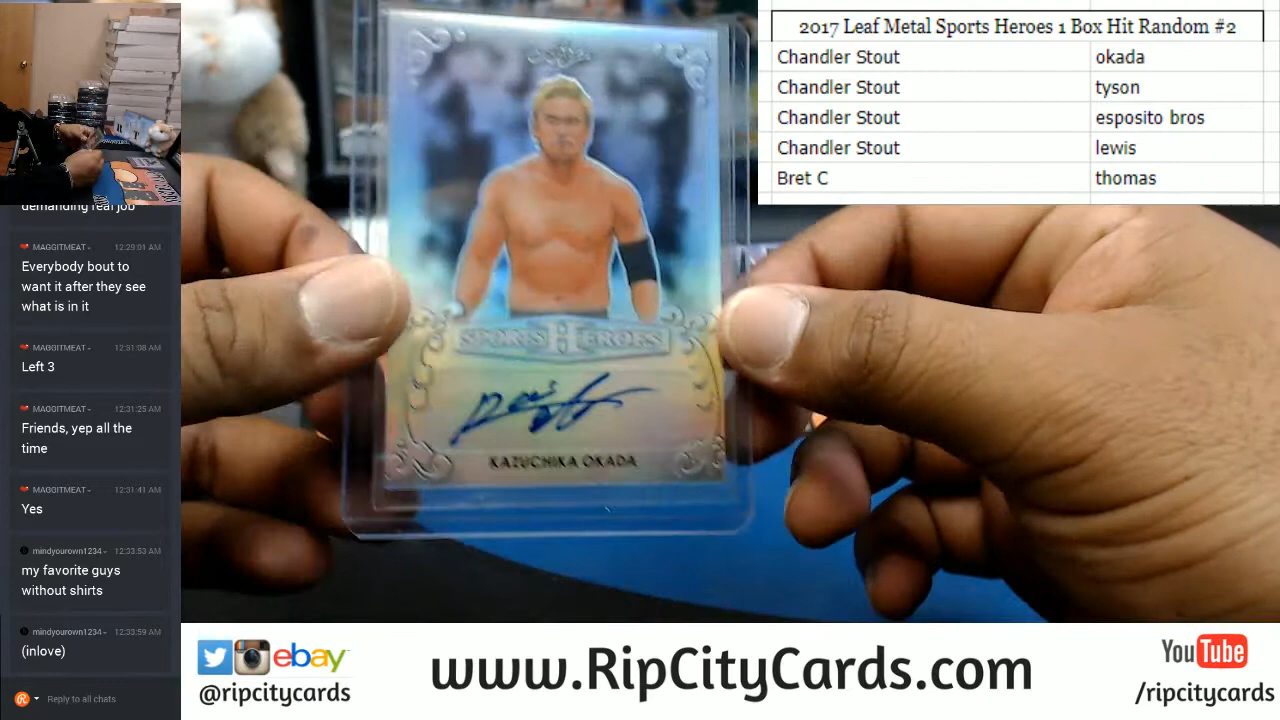 2017 Leaf Metal Sports Heroes 1 Box Hit Random #2
Chandler Stout okada
Chandler Stout tyson
Chandler Stout esposito bros
Chandler Stout lewis
Bret C thomas
demanding real job
MAGGITMEAT 12:29:01 AM
Everybody bout to
want it after they see
what is in it
MAGGITMEAT 12:31:08 AM
Left 3
MAGGITMEAT 12:31:25 AM
Friends, yep all the
time
MAGGITMEAT 12:31:41 AM
Yes
mindyourown1234 12:33:53 AM
my favorite guys
without shirts
mindyourown1234 12:33:59 AM
(inlove)
Reply to all chats
SPORTS HEROES
KAZUCHIKA OKADA
ebay
@ripcitycards
www.RipCityCards.com
YouTube
/ripcitycards